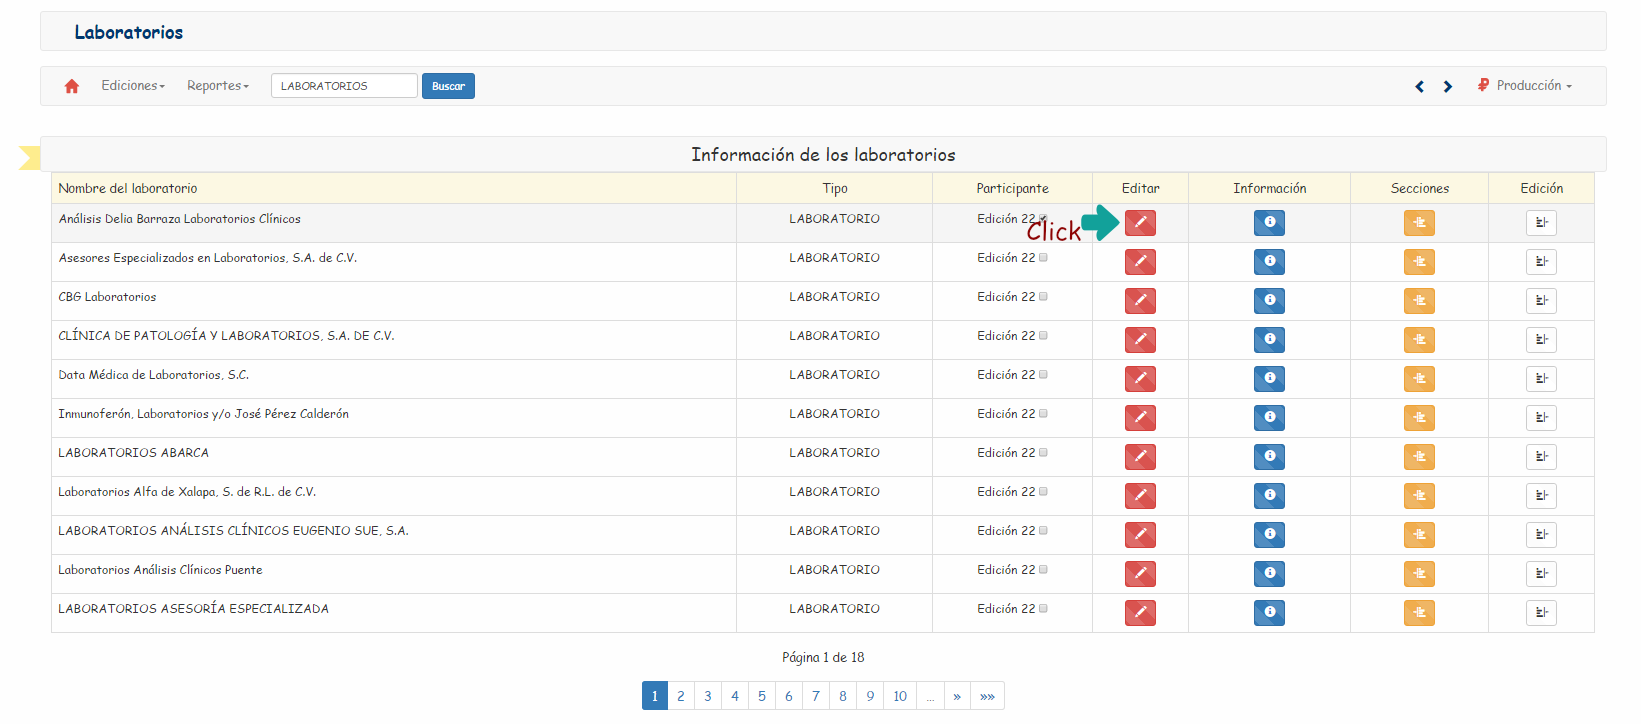 Laboratorios
Ediciones Reportes LABORATORIOS Buscar Producción
Información de los laboratorios
Nombre del laboratorio Tipo Participante Editar Información Secciones Edición
Análisis Delia Barraza Laboratorios Clínicos LABORATORIO Edición 22
Click
Asesores Especializados en Laboratorios, S.A. de C.V. LABORATORIO Edición 22
CBG Laboratorios LABORATORIO Edición 22
CLÍNICA DE PATOLOGÍA Y LABORATORIOS, S.A. DE C.V. LABORATORIO Edición 22
Data Médica de Laboratorios, S.C. LABORATORIO Edición 22
Inmunoferón, Laboratorios y/o José Pérez Calderón LABORATORIO Edición 22
LABORATORIOS ABARCA LABORATORIO Edición 22
Laboratorios Alfa de Xalapa, S. de R.L. de C.V. LABORATORIO Edición 22
LABORATORIOS ANÁLISIS CLÍNICOS EUGENIO SUE, S.A. LABORATORIO Edición 22
Laboratorios Análisis Clínicos Puente LABORATORIO Edición 22
LABORATORIOS ASESORÍA ESPECIALIZADA LABORATORIO Edición 22
Página 1 de 18
1 2 3 4 5 6 7 8 9 10 ... » »»